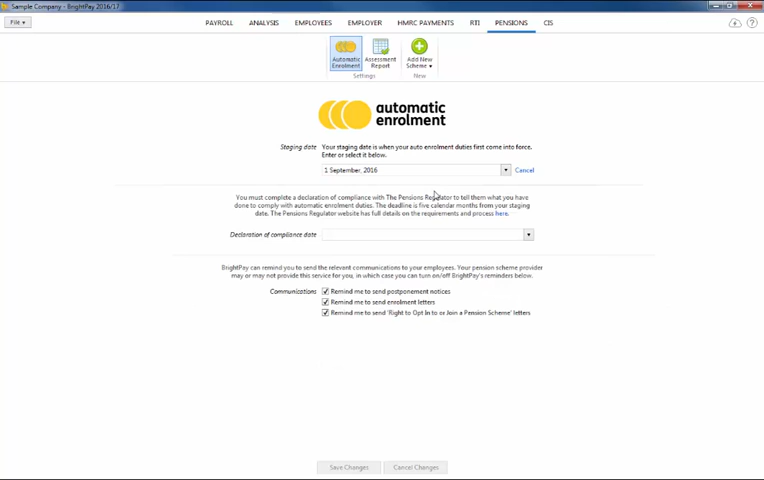 Sample Company - BrightPay 2016/17
File
PAYROLL ANALYSIS EMPLOYEES EMPLOYER HMRC PAYMENTS RTI PENSIONS CIS
Automatic Enrolment
Assessment Report
Add New Scheme
Settings New
automatic
enrolment
Staging date Your staging date is when your auto enrolment duties first come into force.
Enter or select it below.
1 September, 2016 Cancel
You must complete a declaration of compliance with The Pensions Regulator to tell them what you have
done to comply with automatic enrolment duties. The deadline is five calendar months from your staging
date. The Pensions Regulator website has full details on the requirements and process here.
Declaration of compliance date
BrightPay can remind you to send the relevant communications to your employees. Your pension scheme provider
may or may not provide this service for you, in which case you can turn on/off BrightPay's reminders below.
Communications Remind me to send postponement notices
Remind me to send enrolment letters
Remind me to send 'Right to Opt In to or Join a Pension Scheme' letters
Save Changes Cancel Changes